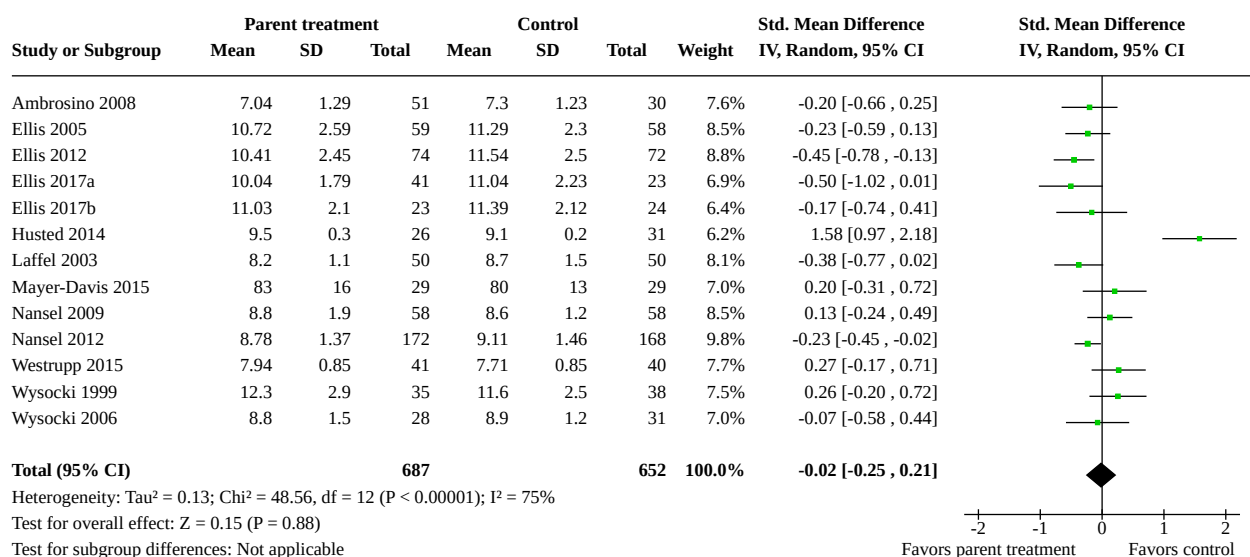 Parent treatment Control Std. Mean Difference Std. Mean Difference
Study or Subgroup Mean SD Total Mean SD Total Weight IV, Random, 95% CI IV, Random, 95% CI
Ambrosino 2008 7.04 1.29 51 7.3 1.23 30 7.6% -0.20 [-0.66 , 0.25]
Ellis 2005 10.72 2.59 59 11.29 2.3 58 8.5% -0.23 [-0.59 , 0.13]
Ellis 2012 10.41 2.45 74 11.54 2.5 72 8.8% -0.45 [-0.78 , -0.13]
Ellis 2017a 10.04 1.79 41 11.04 2.23 23 6.9% -0.50 [-1.02 , 0.01]
Ellis 2017b 11.03 2.1 23 11.39 2.12 24 6.4% -0.17 [-0.74 , 0.41]
Husted 2014 9.5 0.3 26 9.1 0.2 31 6.2% 1.58 [0.97 , 2.18]
Laffel 2003 8.2 1.1 50 8.7 1.5 50 8.1% -0.38 [-0.77 , 0.02]
Mayer-Davis 2015 83 16 29 80 13 29 7.0% 0.20 [-0.31 , 0.72]
Nansel 2009 8.8 1.9 58 8.6 1.2 58 8.5% 0.13 [-0.24 , 0.49]
Nansel 2012 8.78 1.37 172 9.11 1.46 168 9.8% -0.23 [-0.45 , -0.02]
Westrupp 2015 7.94 0.85 41 7.71 0.85 40 7.7% 0.27 [-0.17 , 0.71]
Wysocki 1999 12.3 2.9 35 11.6 2.5 38 7.5% 0.26 [-0.20 , 0.72]
Wysocki 2006 8.8 1.5 28 8.9 1.2 31 7.0% -0.07 [-0.58 , 0.44]
Total (95% CI) 687 652 100.0% -0.02 [-0.25 , 0.21]
Heterogeneity: Tau² = 0.13; Chi² = 48.56, df = 12 (P < 0.00001); I² = 75%
Test for overall effect: Z = 0.15 (P = 0.88) -2 -1 0 1 2
Test for subgroup differences: Not applicable Favors parent treatment Favors control